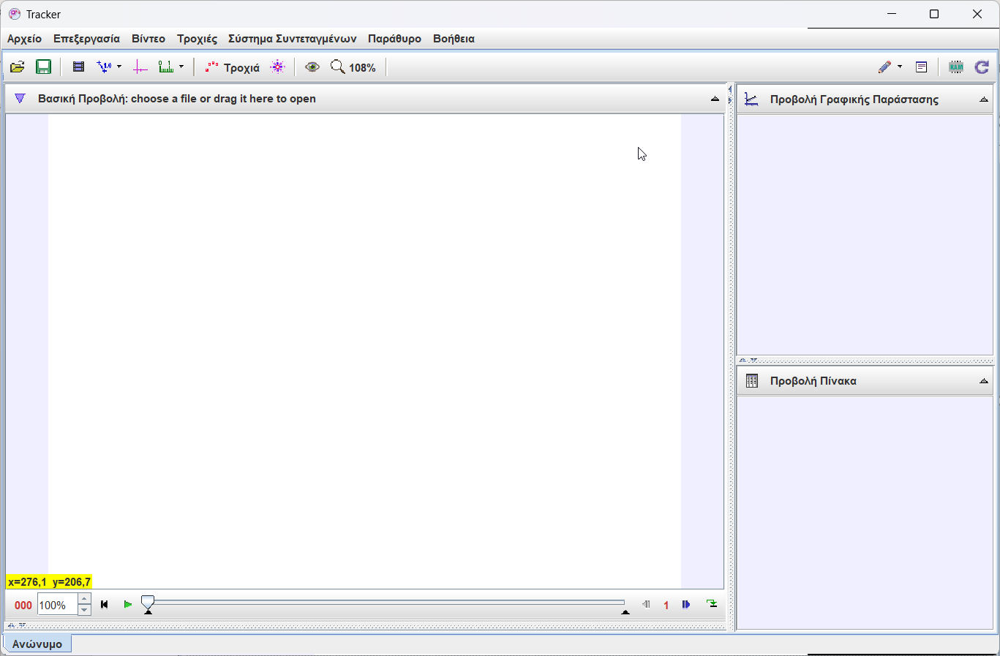 Tracker
Αρχείο Επεξεργασία Βίντεο Τροχιές Σύστημα Συντεταγμένων Παράθυρο Βοήθεια
Τροχιά 108% RAM
Βασική Προβολή: choose a file or drag it here to open
Προβολή Γραφικής Παράστασης
Προβολή Πίνακα
x=276,1 y=206,7
000 100% 1
Ανώνυμο